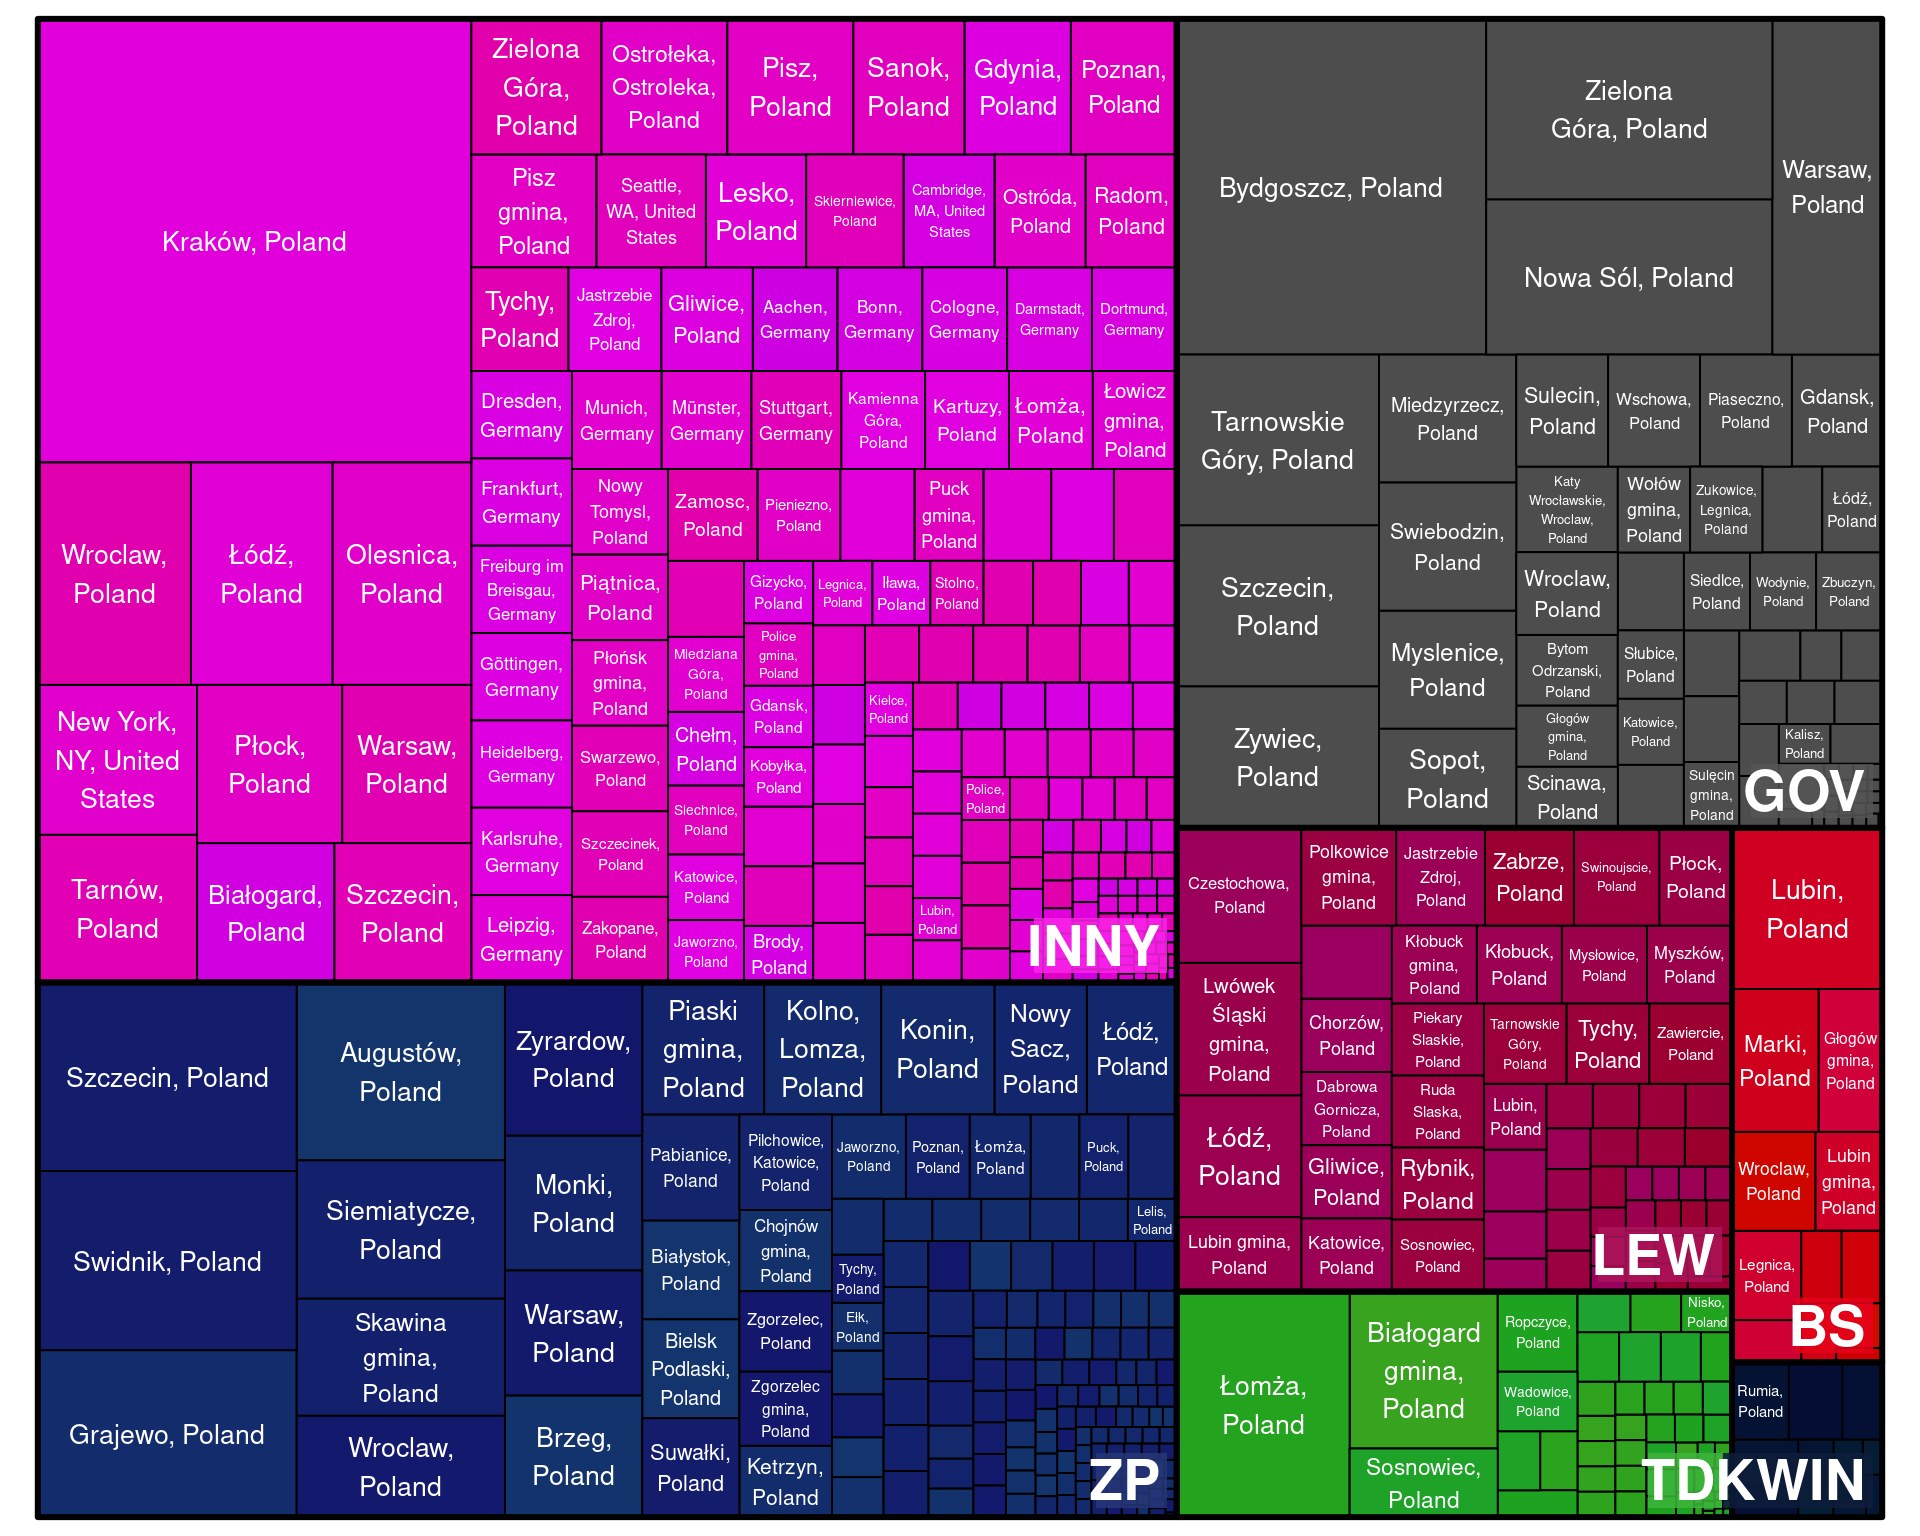 Kraków, Poland
Wroclaw,
Poland
Łódź,
Poland
Olesnica,
Poland
New York,
NY, United
States
Płock,
Poland
Warsaw,
Poland
Tarnów,
Poland
Białogard,
Poland
Szczecin,
Poland
Zielona
Góra,
Poland
Ostrołeka,
Ostroleka,
Poland
Pisz,
Poland
Sanok,
Poland
Gdynia,
Poland
Poznan,
Poland
Pisz
gmina,
Poland
Seattle,
WA, United
States
Lesko,
Poland
Skierniewice,
Poland
Cambridge,
MA, United
States
Ostróda,
Poland
Radom,
Poland
Tychy,
Poland
Jastrzebie
Zdroj,
Poland
Gliwice,
Poland
Aachen,
Germany
Bonn,
Germany
Cologne,
Germany
Darmstadt,
Germany
Dortmund,
Germany
Dresden,
Germany
Munich,
Germany
Münster,
Germany
Stuttgart,
Germany
Kamienna
Góra,
Poland
Kartuzy,
Poland
Łomża,
Poland
Łowicz
gmina,
Poland
Frankfurt,
Germany
Freiburg im
Breisgau,
Germany
Göttingen,
Germany
Heidelberg,
Germany
Karlsruhe,
Germany
Leipzig,
Germany
Nowy
Tomysl,
Poland
Piątnica,
Poland
Płońsk
gmina,
Poland
Swarzewo,
Poland
Szczecinek,
Poland
Zakopane,
Poland
Zamosc,
Poland
Pieniezno,
Poland
Puck
gmina,
Poland
Miedziana
Góra,
Poland
Chełm,
Poland
Siechnice,
Poland
Katowice,
Poland
Jaworzno,
Poland
Gizycko,
Poland
Police
gmina,
Poland
Gdansk,
Poland
Kobyłka,
Poland
Brody,
Poland
Legnica,
Poland
Iława,
Poland
Stolno,
Poland
Kielce,
Poland
Police,
Poland
Lubin,
Poland
INNY
Bydgoszcz, Poland
Zielona
Góra, Poland
Nowa Sól, Poland
Warsaw,
Poland
Tarnowskie
Góry, Poland
Szczecin,
Poland
Zywiec,
Poland
Miedzyrzecz,
Poland
Swiebodzin,
Poland
Myslenice,
Poland
Sopot,
Poland
Sulecin,
Poland
Wschowa,
Poland
Piaseczno,
Poland
Gdansk,
Poland
Katy
Wrocławskie,
Wroclaw,
Poland
Wołów
gmina,
Poland
Zukowice,
Legnica,
Poland
Łódź,
Poland
Wroclaw,
Poland
Siedlce,
Poland
Wodynie,
Poland
Zbuczyn,
Poland
Bytom
Odrzanski,
Poland
Słubice,
Poland
Głogów
gmina,
Poland
Katowice,
Poland
Kalisz,
Poland
Scinawa,
Poland
Sulęcin
gmina,
Poland
GOV
Szczecin, Poland
Swidnik, Poland
Grajewo, Poland
Augustów,
Poland
Siemiatycze,
Poland
Skawina
gmina,
Poland
Wroclaw,
Poland
Zyrardow,
Poland
Monki,
Poland
Warsaw,
Poland
Brzeg,
Poland
Piaski
gmina,
Poland
Kolno,
Lomza,
Poland
Konin,
Poland
Nowy
Sacz,
Poland
Łódź,
Poland
Pabianice,
Poland
Białystok,
Poland
Bielsk
Podlaski,
Poland
Suwałki,
Poland
Pilchowice,
Katowice,
Poland
Chojnów
gmina,
Poland
Zgorzelec,
Poland
Zgorzelec
gmina,
Poland
Ketrzyn,
Poland
Jaworzno,
Poland
Poznan,
Poland
Łomża,
Poland
Puck,
Poland
Lelis,
Poland
Tychy,
Poland
Ełk,
Poland
ZP
Czestochowa,
Poland
Lwówek
Śląski
gmina,
Poland
Łódź,
Poland
Lubin gmina,
Poland
Polkowice
gmina,
Poland
Jastrzebie
Zdroj,
Poland
Zabrze,
Poland
Swinoujscie,
Poland
Płock,
Poland
Chorzów,
Poland
Dabrowa
Gornicza,
Poland
Gliwice,
Poland
Katowice,
Poland
Kłobuck
gmina,
Poland
Kłobuck,
Poland
Mysłowice,
Poland
Myszków,
Poland
Piekary
Slaskie,
Poland
Ruda
Slaska,
Poland
Rybnik,
Poland
Sosnowiec,
Poland
Tarnowskie
Góry,
Poland
Tychy,
Poland
Zawiercie,
Poland
Lubin,
Poland
LEW
Lubin,
Poland
Marki,
Poland
Głogów
gmina,
Poland
Wroclaw,
Poland
Lubin
gmina,
Poland
Legnica,
Poland
BS
Łomża,
Poland
Białogard
gmina,
Poland
Sosnowiec,
Poland
Ropczyce,
Poland
Wadowice,
Poland
Nisko,
Poland
Rumia,
Poland
TDKWIN